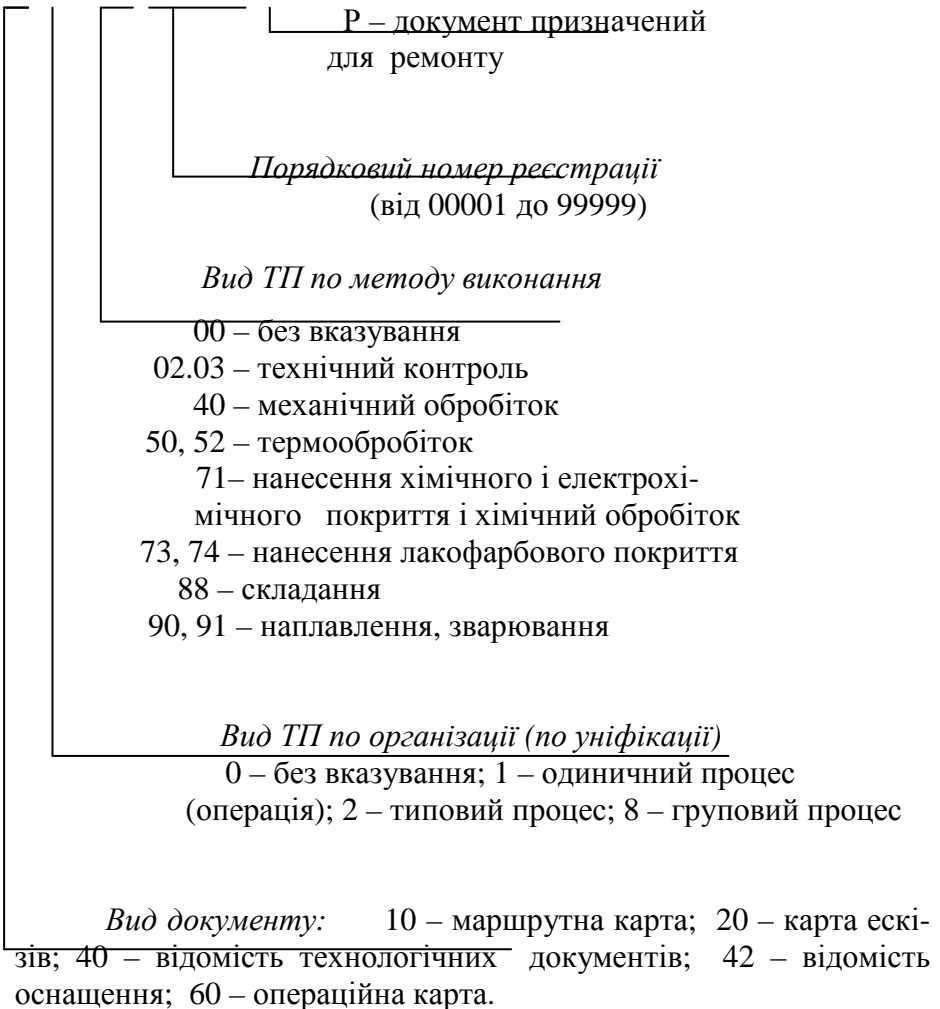 Р – документ призначений
для ремонту
Порядковий номер реєстрації
(від 00001 до 99999)
Вид ТП по методу виконання
00 – без вказування
02.03 – технічний контроль
40 – механічний обробіток
50, 52 – термообробіток
71– нанесення хімічного і електрохі-
мічного покриття і хімічний обробіток
73, 74 – нанесення лакофарбового покриття
88 – складання
90, 91 – наплавлення, зварювання
Вид ТП по організації (по уніфікації)
0 – без вказування; 1 – одиничний процес
(операція); 2 – типовий процес; 8 – груповий процес
Вид документу: 10 – маршрутна карта; 20 – карта ескі-
зів; 40 – відомість технологічних документів; 42 – відомість
оснащення; 60 – операційна карта.